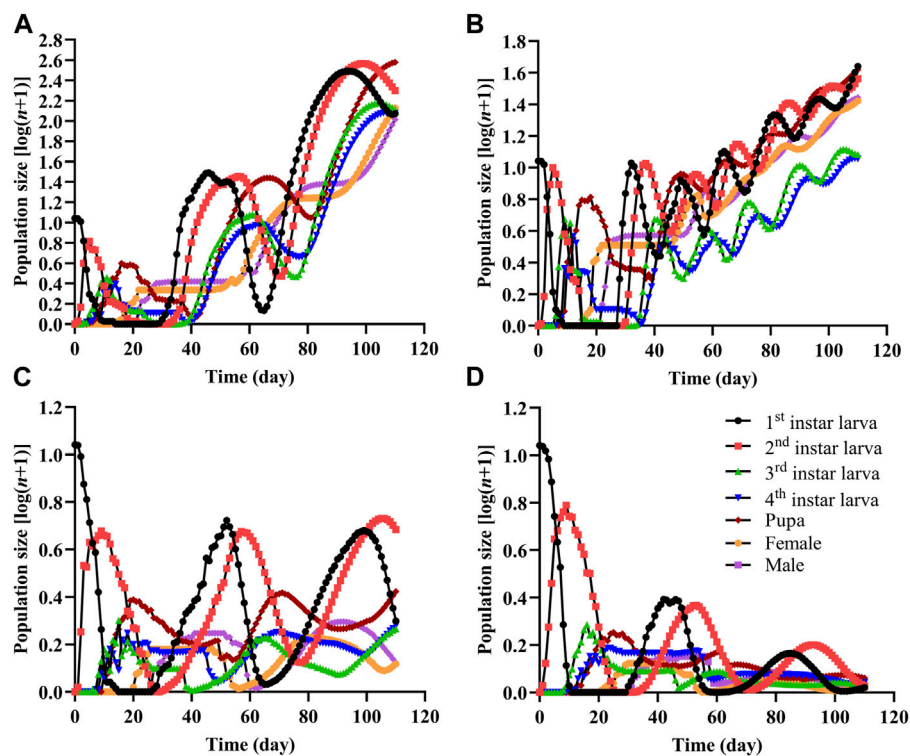 A
Population size [log(n+1)]
2.8
2.6
2.4
2.2
2.0
1.8
1.6
1.4
1.2
1.0
0.8
0.6
0.4
0.2
0.0
0 20 40 60 80 100 120
Time (day)
B
Population size [log(n+1)]
1.8
1.6
1.4
1.2
1.0
0.8
0.6
0.4
0.2
0.0
0 20 40 60 80 100 120
Time (day)
C
Population size [log(n+1)]
1.2
1.0
0.8
0.6
0.4
0.2
0.0
0 20 40 60 80 100 120
Time (day)
D
Population size [log(n+1)]
1.2
1.0
0.8
0.6
0.4
0.2
0.0
0 20 40 60 80 100 120
Time (day)
1st instar larva
2nd instar larva
3rd instar larva
4th instar larva
Pupa
Female
Male